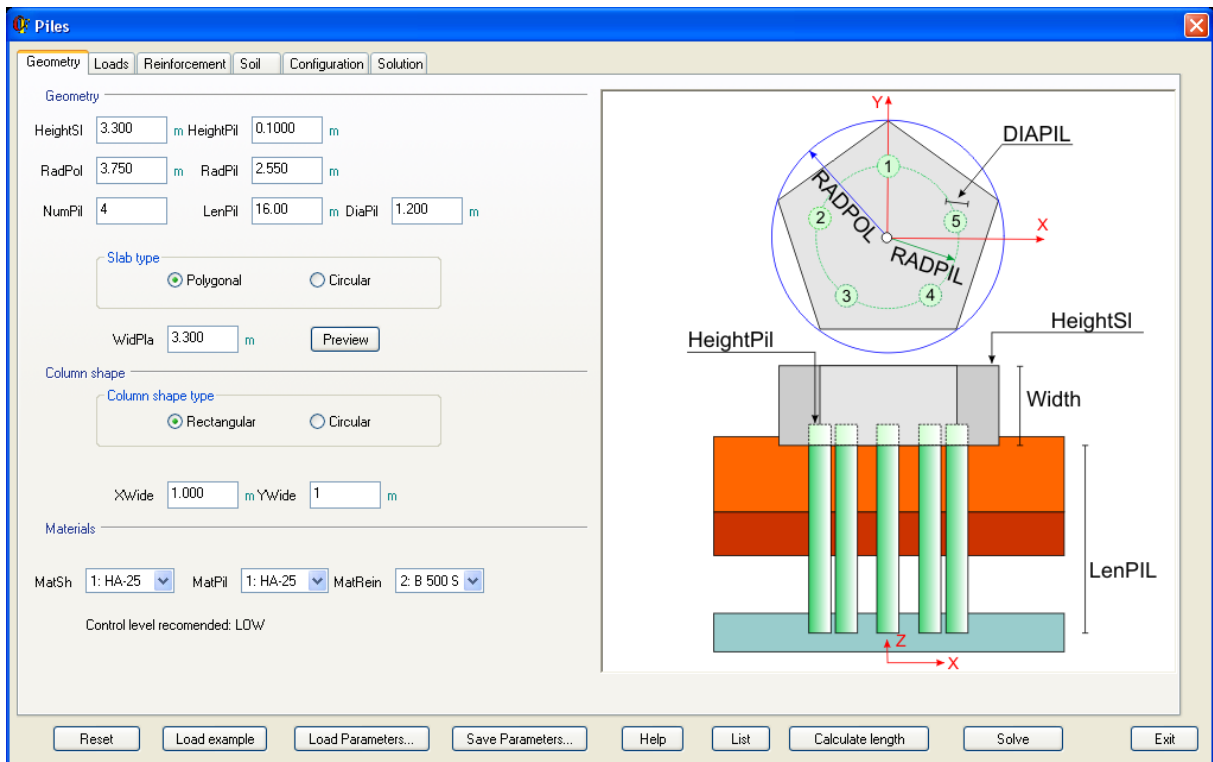 Piles
Geometry Loads Reinforcement Soil Configuration Solution
Geometry
HeightSl 3.300 m HeightPil 0.1000 m
RadPol 3.750 m RadPil 2.550 m
NumPil 4 LenPil 16.00 m DiaPil 1.200 m
Slab type
Polygonal Circular
WidPla 3.300 m Preview
Column shape
Column shape type
Rectangular Circular
XWide 1.000 m YWide 1 m
Materials
MatSh 1: HA-25 MatPil 1: HA-25 MatRein 2: B 500 S
Control level recomended: LOW
Y
DIAPIL
1
RADPOL
2
5
X
RADPIL
3
4
HeightSl
HeightPil
Width
LenPIL
Z
X
Reset Load example Load Parameters... Save Parameters... Help List Calculate length Solve Exit